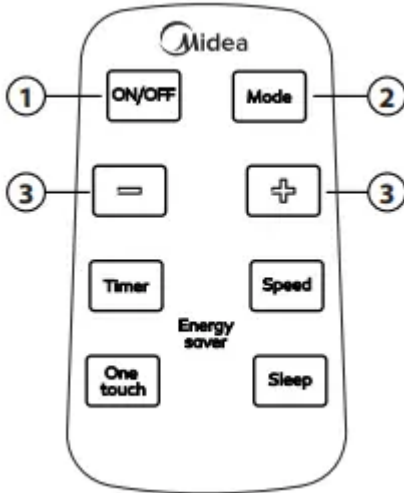 Midea
1 ON/OFF Mode 2
3 − + 3
Timer Speed
Energy
saver
One
touch
Sleep